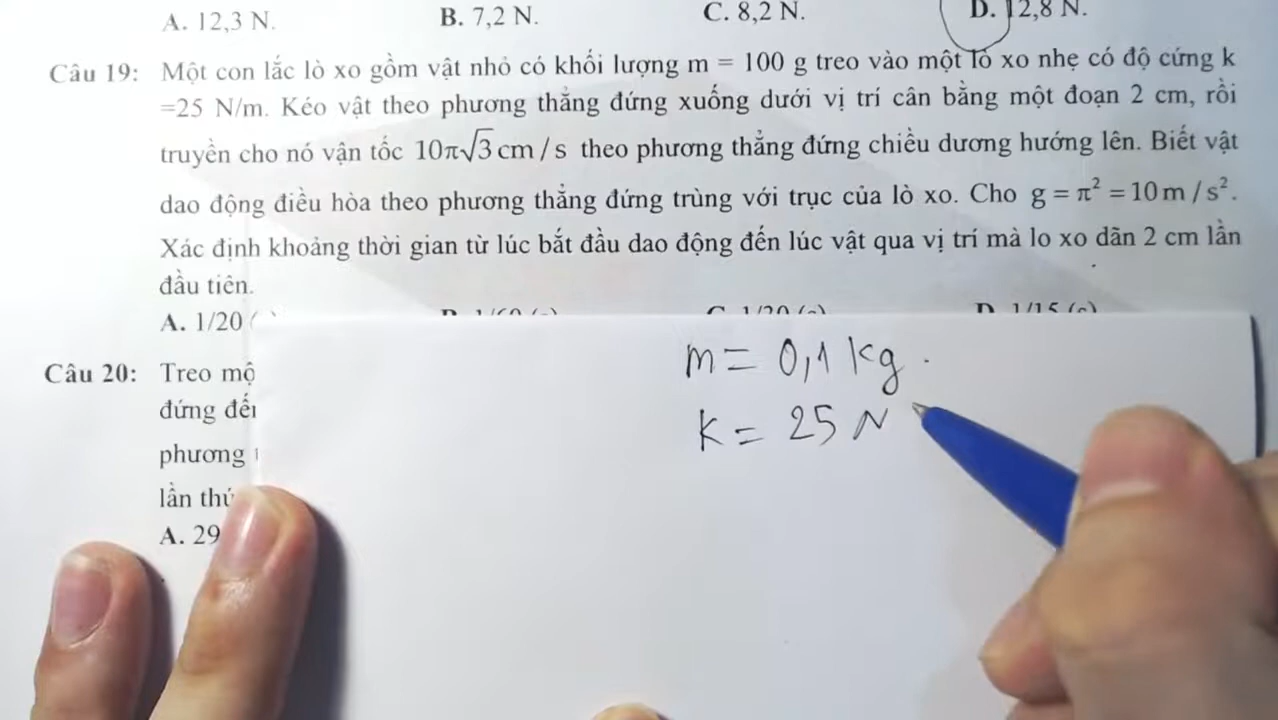 A. 12,3 N. B. 7,2 N. C. 8,2 N. D. 12,8 N.
Câu 19: Một con lắc lò xo gồm vật nhỏ có khối lượng m = 100 g treo vào một lò xo nhẹ có độ cứng k
=25 N/m. Kéo vật theo phương thẳng đứng xuống dưới vị trí cân bằng một đoạn 2 cm, rồi
truyền cho nó vận tốc 10π√3 cm / s theo phương thẳng đứng chiều dương hướng lên. Biết vật
dao động điều hòa theo phương thẳng đứng trùng với trục của lò xo. Cho g = π² = 10 m / s².
Xác định khoảng thời gian từ lúc bắt đầu dao động đến lúc vật qua vị trí mà lo xo dãn 2 cm lần
đầu tiên.
A. 1/20 D. 1/15 (s)
m = 0,1 kg
Câu 20: Treo mộ
đứng đến
k = 25 N
phương
lần thứ
A. 29